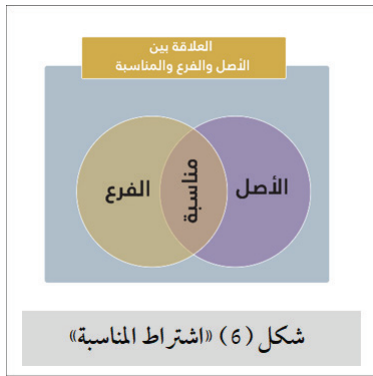 العلاقة بين
الأصل والفرع والمناسبة
الأصل
مناسبة
الفرع
شكل (6) «اشتراط المناسبة»